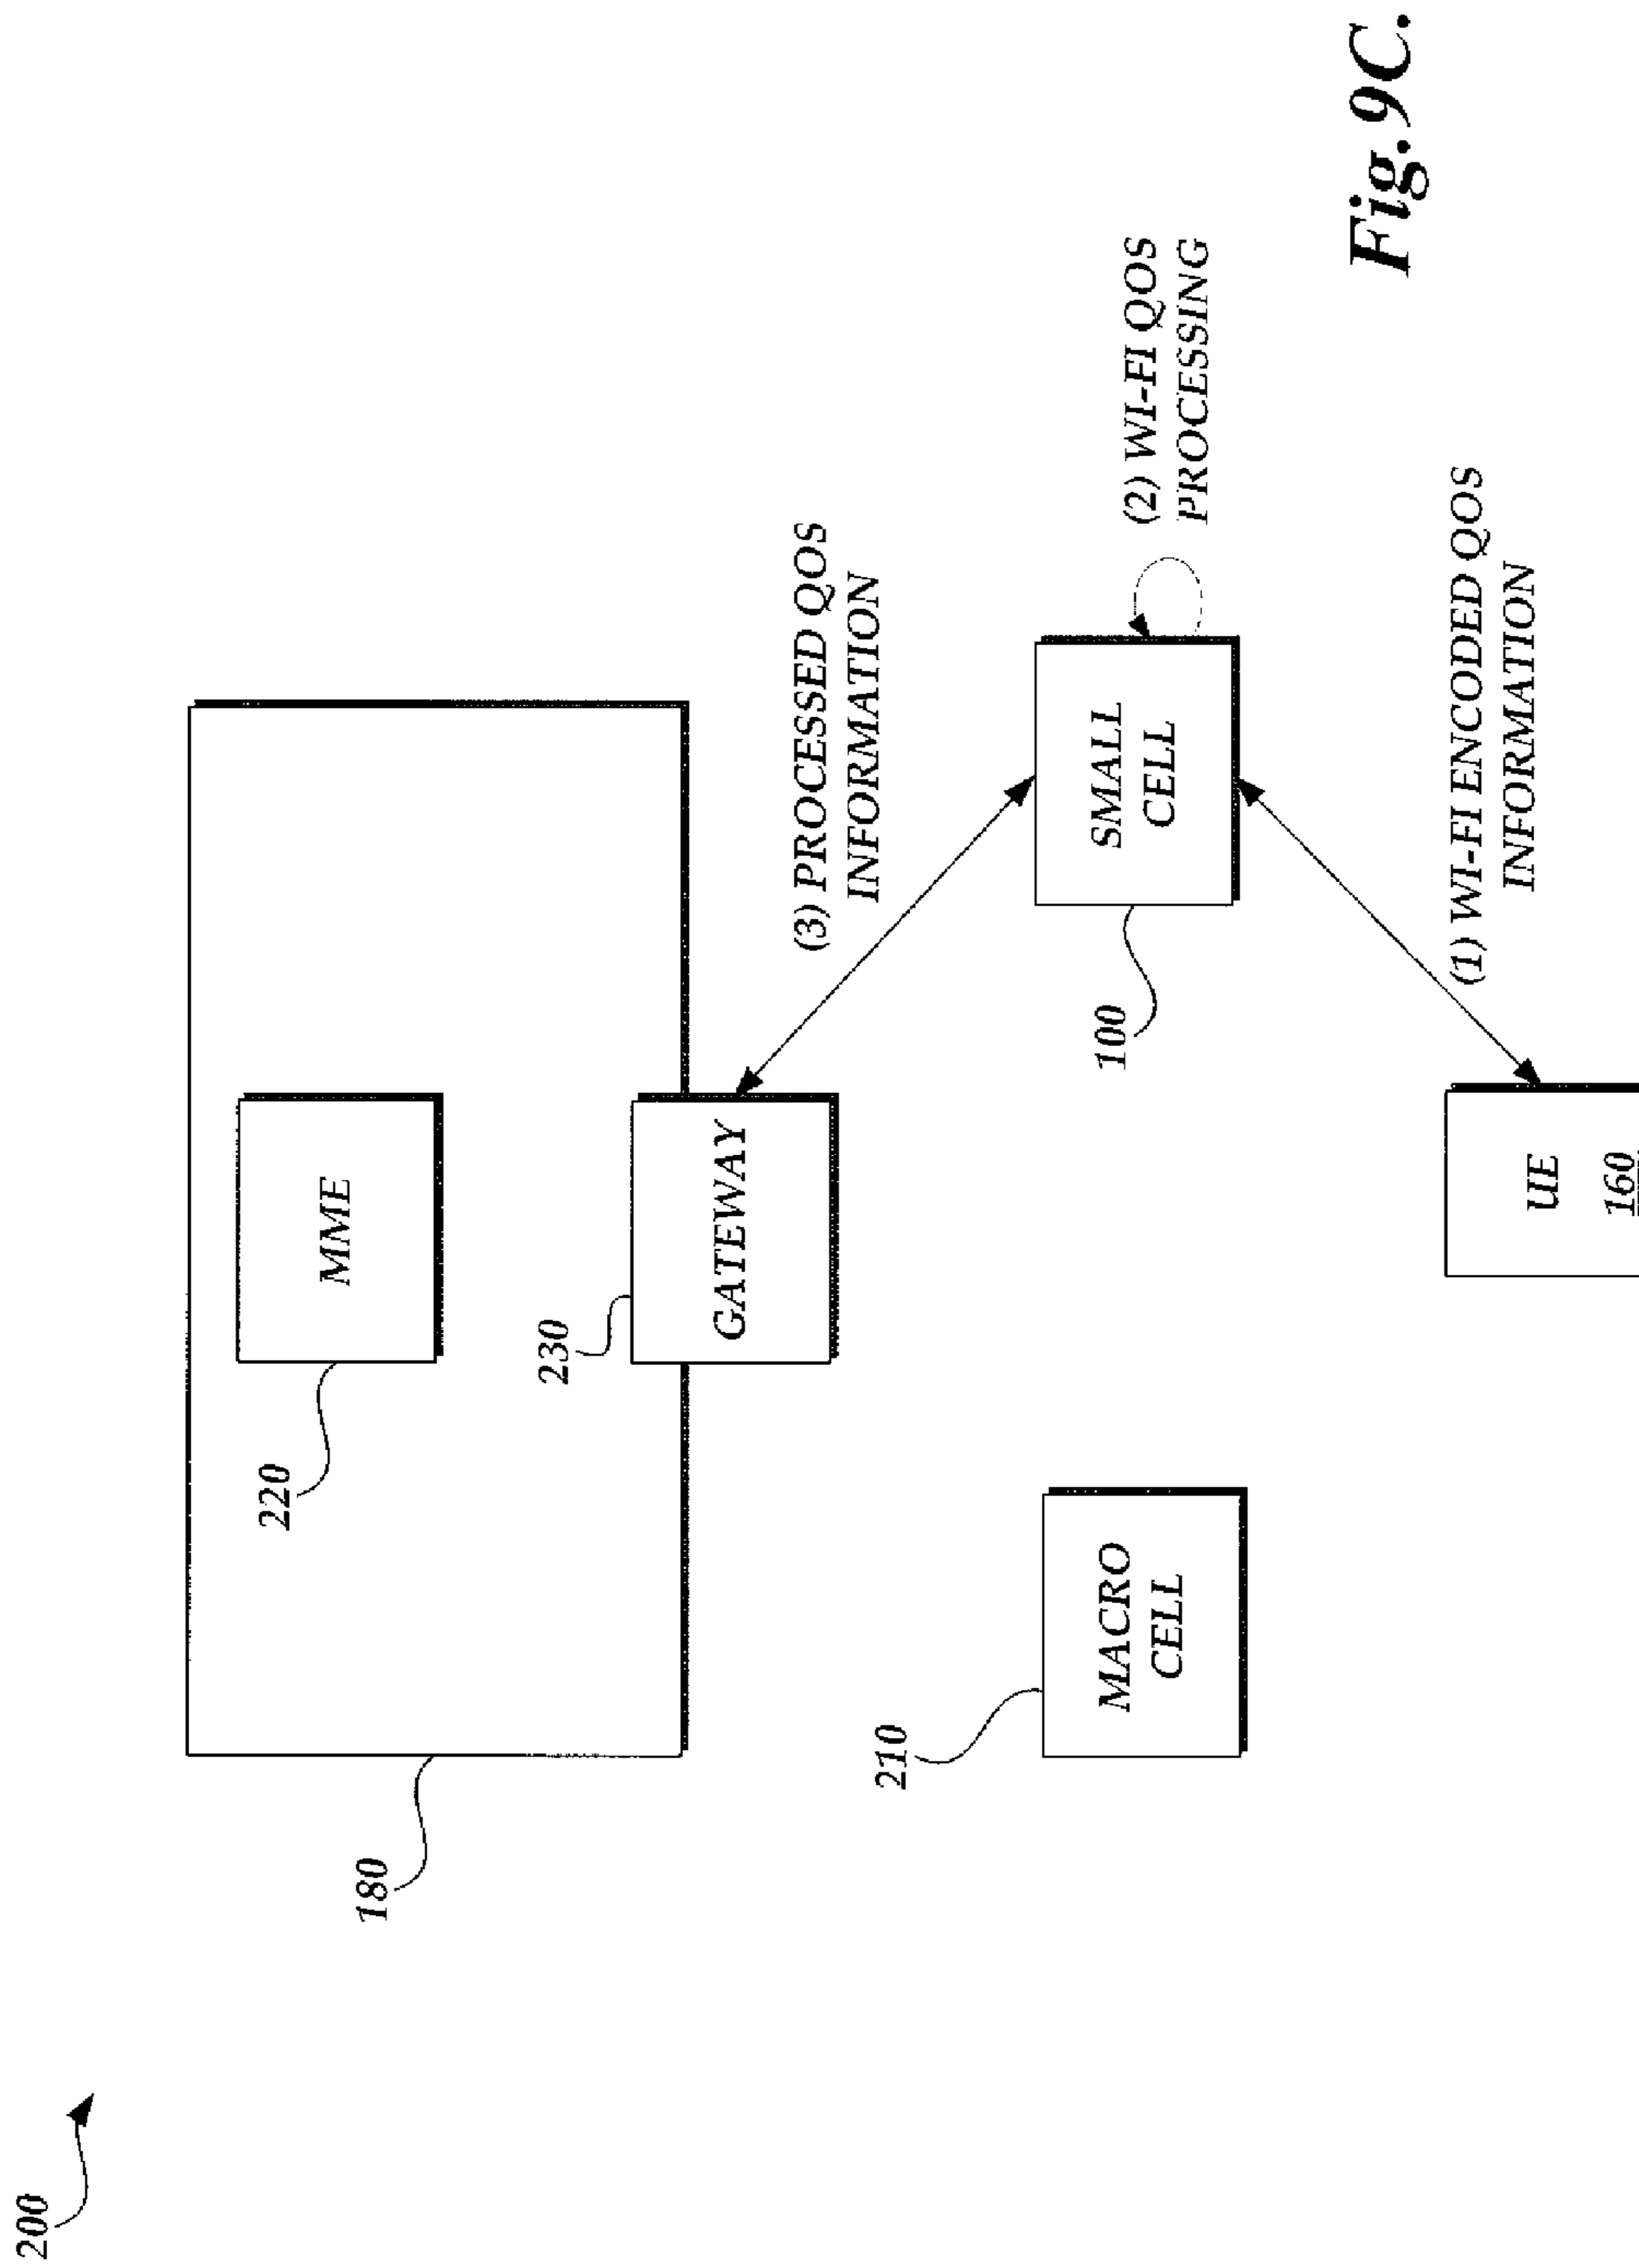 200
180
220
MME
230
GATEWAY
(3) PROCESSED QOS
INFORMATION
210
MACRO
CELL
100
SMALL
CELL
(2) WI-FI QOS
PROCESSING
UE
160
(1) WI-FI ENCODED QOS
INFORMATION
Fig. 9C.